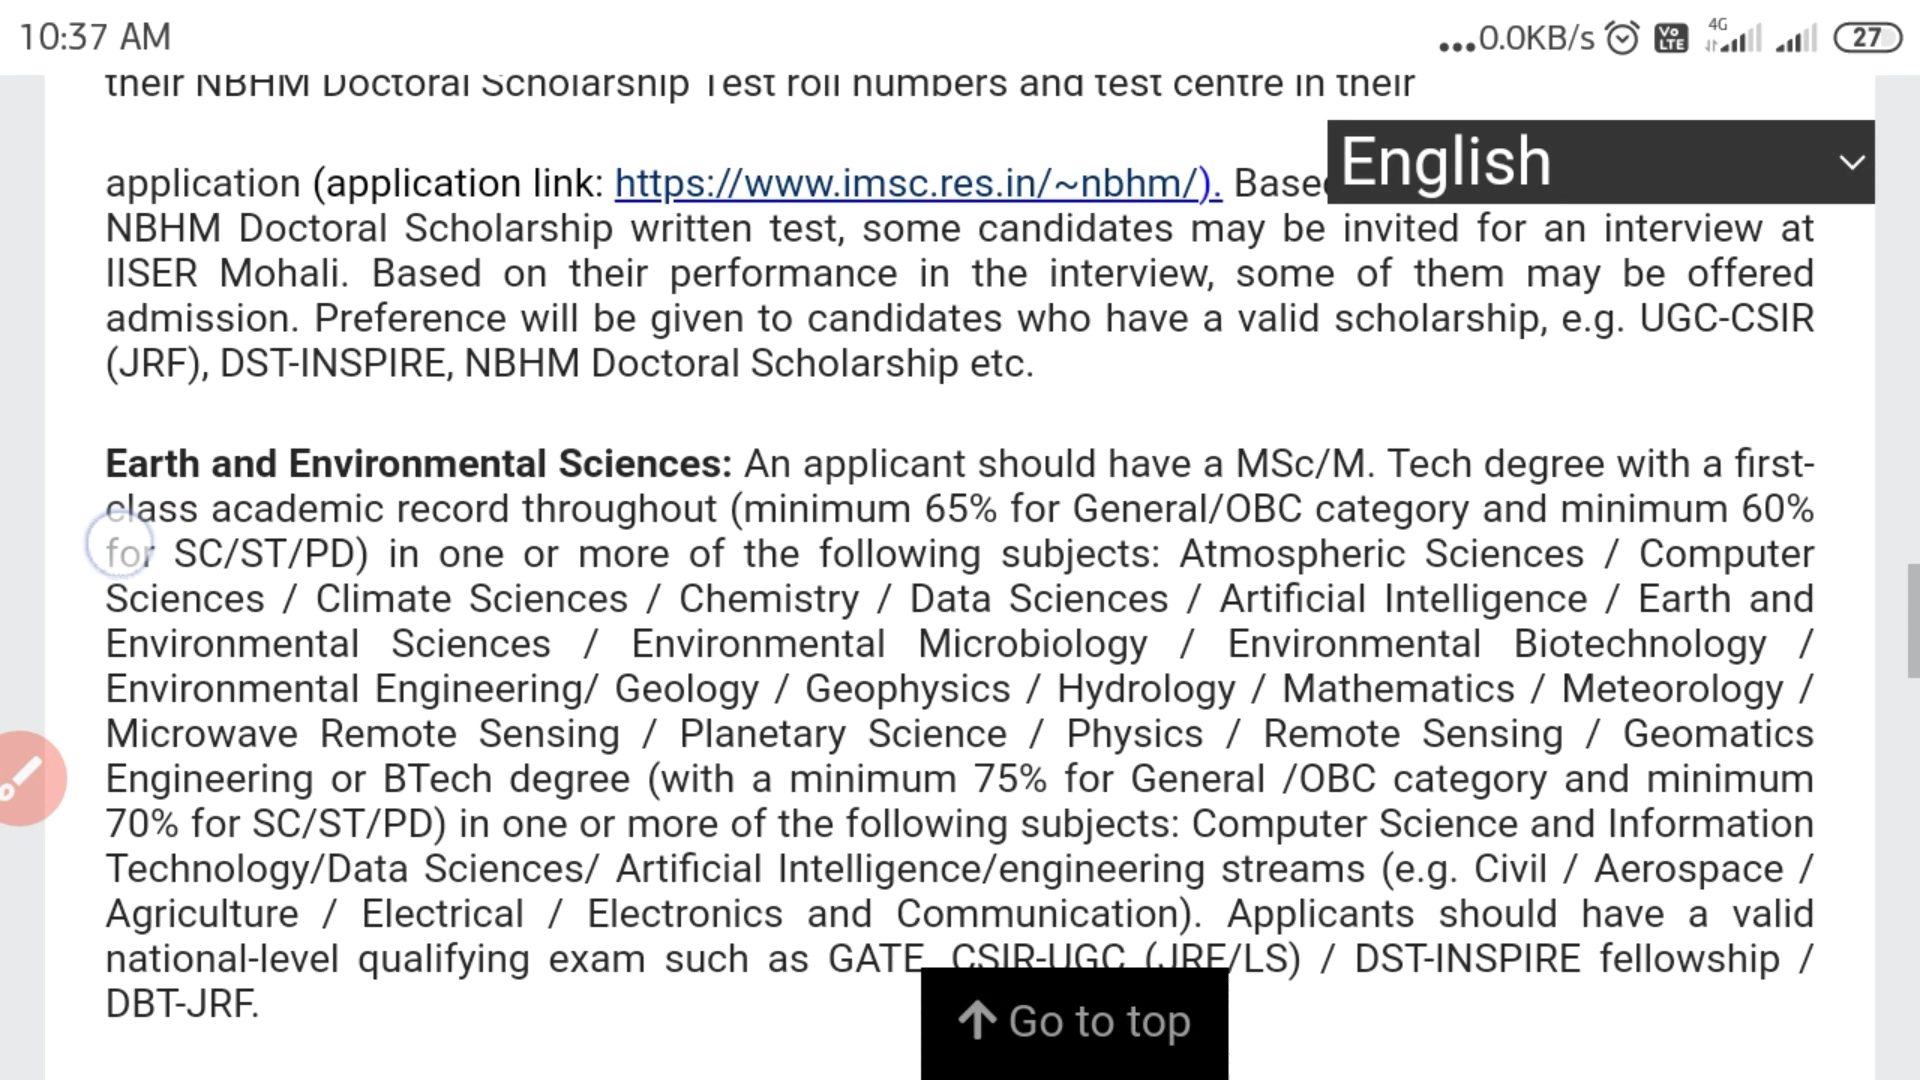 10:37 AM
...0.0KB/s Vo LTE 4G 27
their NBHM Doctoral Scholarship Test roll numbers and test centre in their
English
application (application link: https://www.imsc.res.in/~nbhm/). Based
NBHM Doctoral Scholarship written test, some candidates may be invited for an interview at
IISER Mohali. Based on their performance in the interview, some of them may be offered
admission. Preference will be given to candidates who have a valid scholarship, e.g. UGC-CSIR
(JRF), DST-INSPIRE, NBHM Doctoral Scholarship etc.
Earth and Environmental Sciences: An applicant should have a MSc/M. Tech degree with a first-
class academic record throughout (minimum 65% for General/OBC category and minimum 60%
for SC/ST/PD) in one or more of the following subjects: Atmospheric Sciences / Computer
Sciences / Climate Sciences / Chemistry / Data Sciences / Artificial Intelligence / Earth and
Environmental Sciences / Environmental Microbiology / Environmental Biotechnology /
Environmental Engineering/ Geology / Geophysics / Hydrology / Mathematics / Meteorology /
Microwave Remote Sensing / Planetary Science / Physics / Remote Sensing / Geomatics
Engineering or BTech degree (with a minimum 75% for General /OBC category and minimum
70% for SC/ST/PD) in one or more of the following subjects: Computer Science and Information
Technology/Data Sciences/ Artificial Intelligence/engineering streams (e.g. Civil / Aerospace /
Agriculture / Electrical / Electronics and Communication). Applicants should have a valid
national-level qualifying exam such as GATE CSIR-UGC (JRF/LS) / DST-INSPIRE fellowship /
DBT-JRF.
Go to top